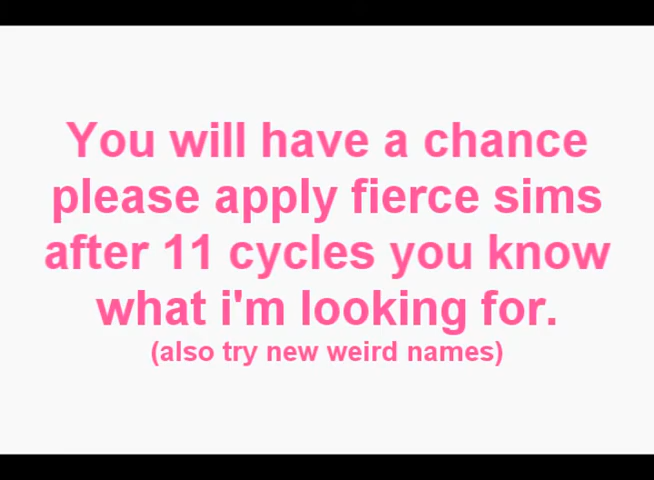 You will have a chance
please apply fierce sims
after 11 cycles you know
what i'm looking for.
(also try new weird names)